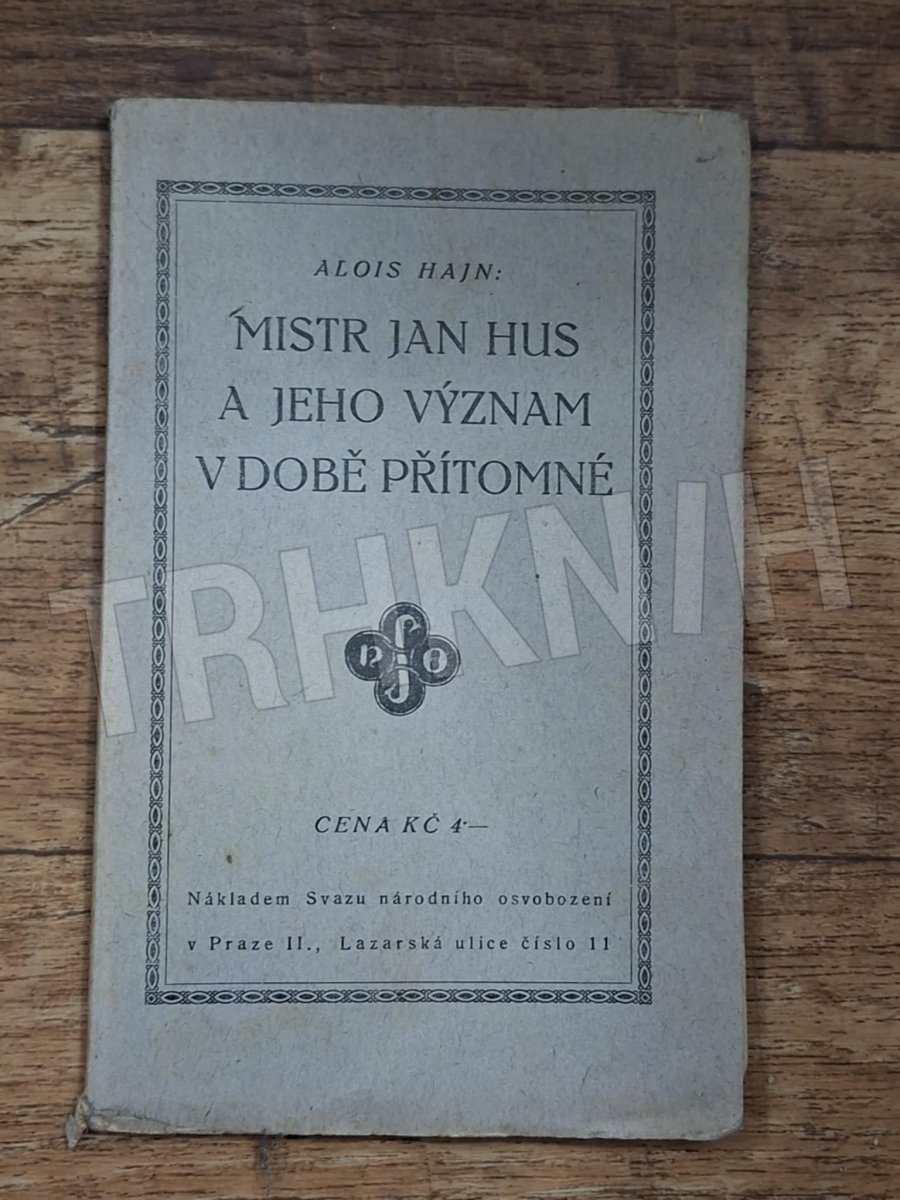 ALOIS HAJN:
MISTR JAN HUS
A JEHO VÝZNAM
V DOBĚ PŘÍTOMNÉ
TRHKNIH
CENA KČ 4·—
Nákladem Svazu národního osvobození
v Praze II., Lazarská ulice číslo 11